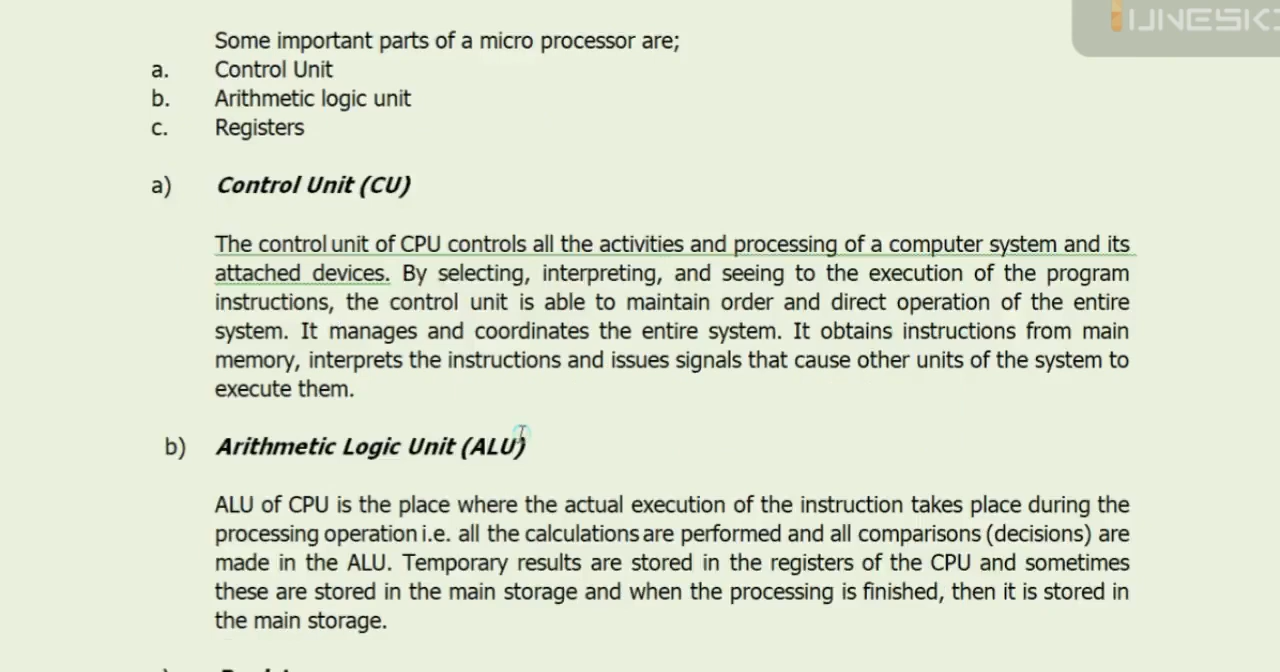 Some important parts of a micro processor are;
a. Control Unit
b. Arithmetic logic unit
c. Registers
a) Control Unit (CU)
The control unit of CPU controls all the activities and processing of a computer system and its
attached devices. By selecting, interpreting, and seeing to the execution of the program
instructions, the control unit is able to maintain order and direct operation of the entire
system. It manages and coordinates the entire system. It obtains instructions from main
memory, interprets the instructions and issues signals that cause other units of the system to
execute them.
b) Arithmetic Logic Unit (ALU)
ALU of CPU is the place where the actual execution of the instruction takes place during the
processing operation i.e. all the calculations are performed and all comparisons (decisions) are
made in the ALU. Temporary results are stored in the registers of the CPU and sometimes
these are stored in the main storage and when the processing is finished, then it is stored in
the main storage.